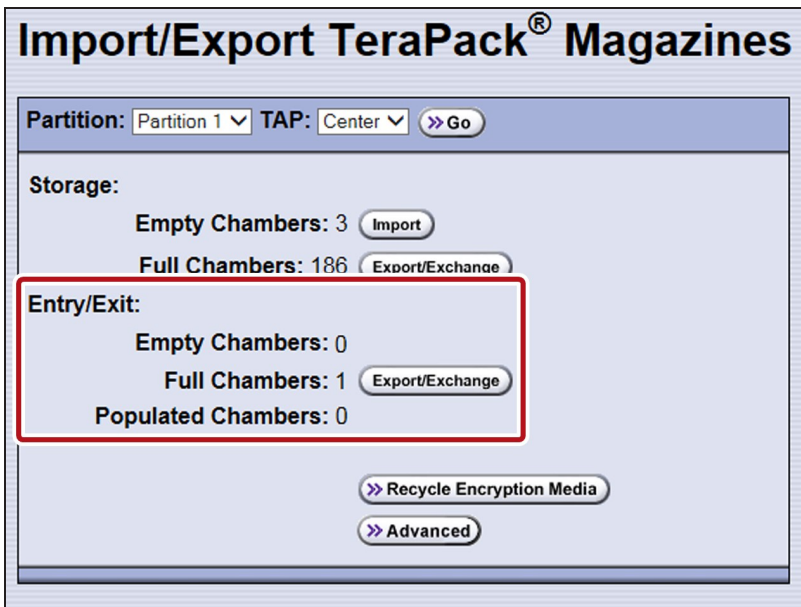 Import/Export TeraPack® Magazines
Partition: Partition 1 TAP: Center >> Go
Storage:
Empty Chambers: 3 Import
Full Chambers: 186 Export/Exchange
Entry/Exit:
Empty Chambers: 0
Full Chambers: 1 Export/Exchange
Populated Chambers: 0
>> Recycle Encryption Media
>> Advanced